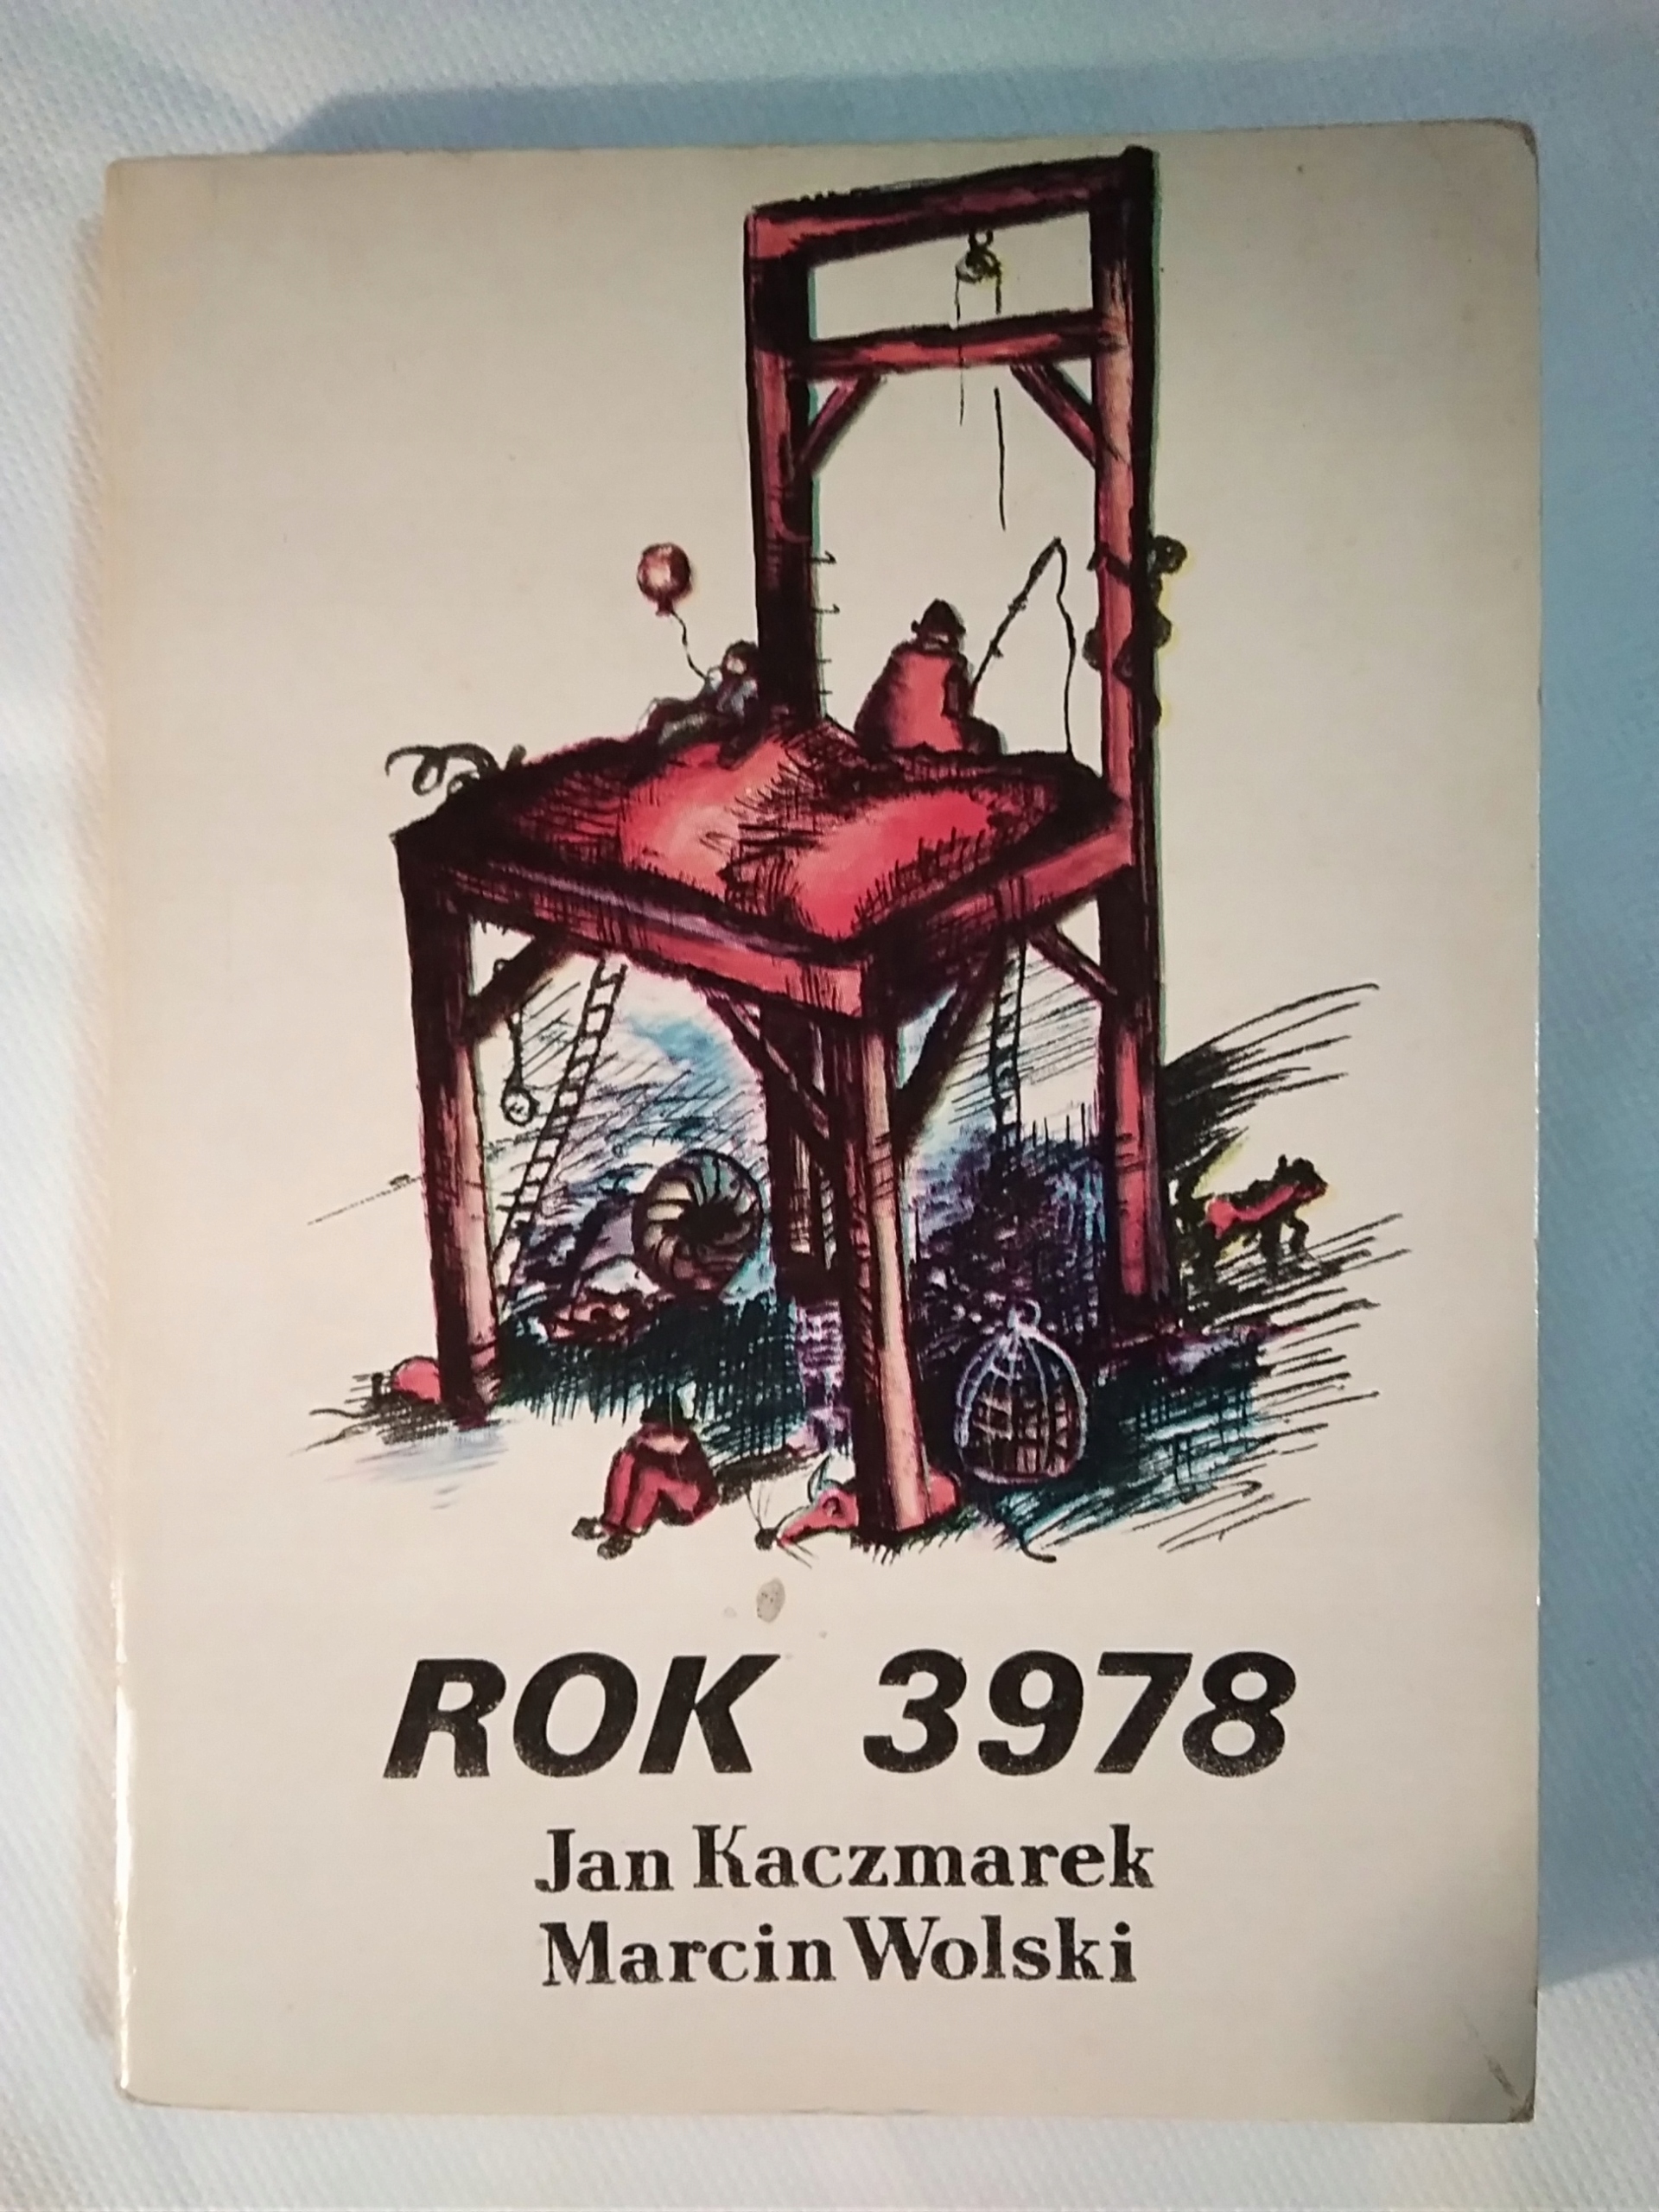 ROK 3978
Jan Kaczmarek
Marcin Wolski